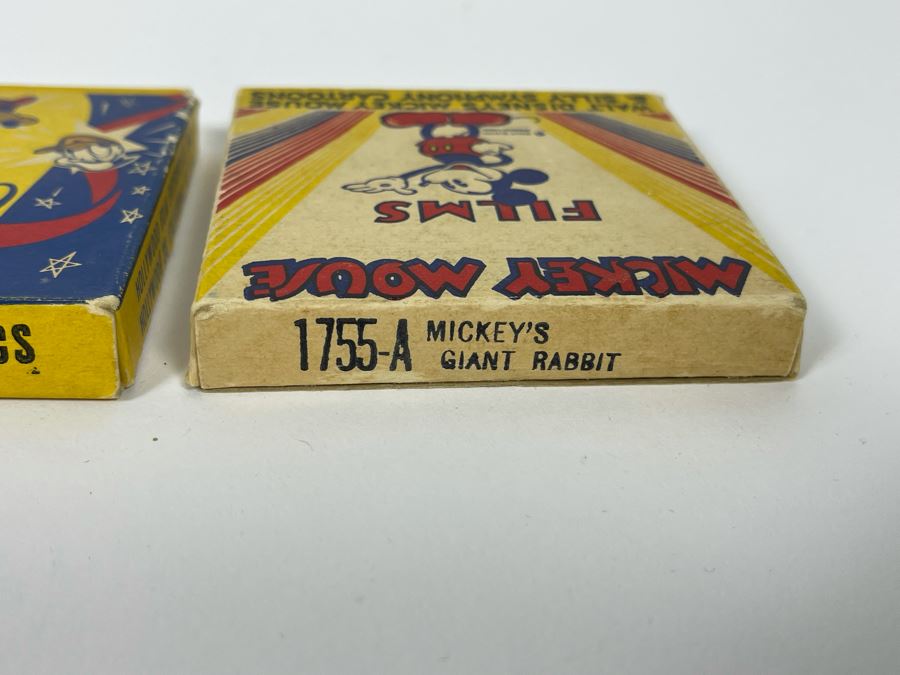 WALT DISNEY'S MICKEY MOUSE
& SILLY SYMPHONY CARTOONS
FILMS
MICKEY MOUSE
1755-A MICKEY'S
GIANT RABBIT
GS